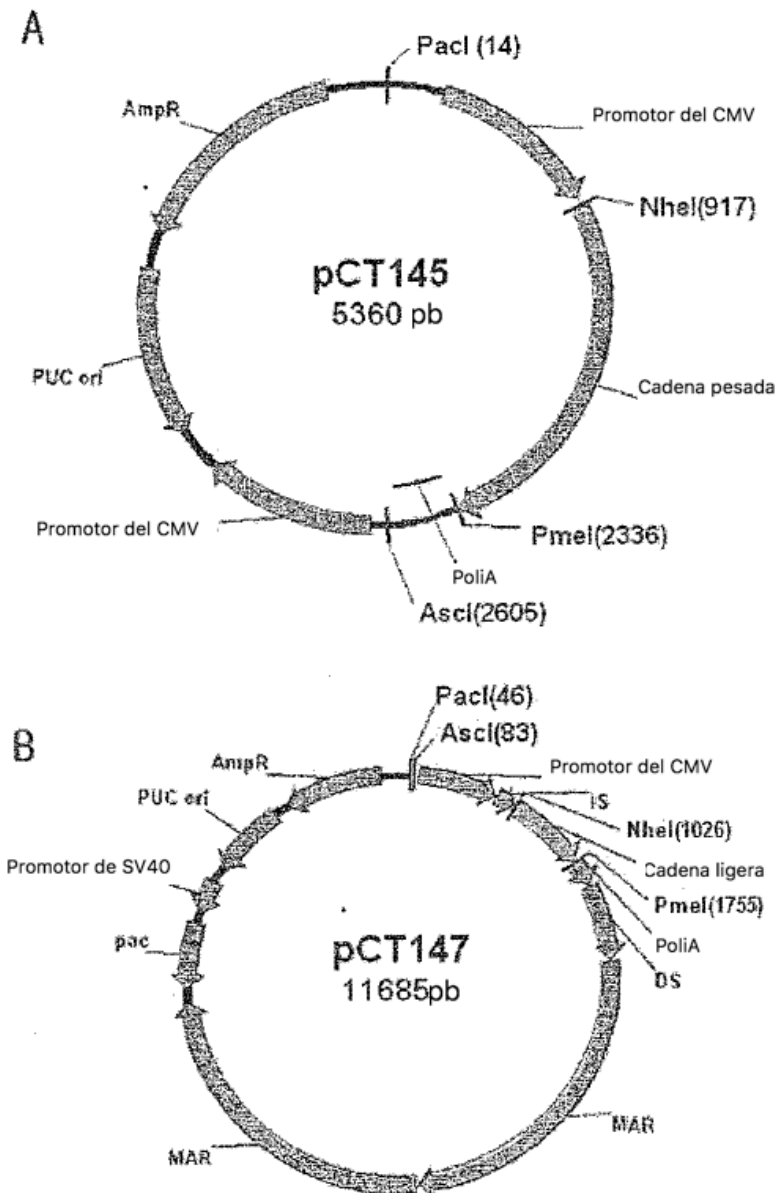 A
PacI (14)
AmpR
Promotor del CMV
NheI(917)
pCT145
5360 pb
PUC ori
Cadena pesada
Promotor del CMV
PmeI(2336)
PoliA
AscI(2605)
B
PacI(46)
AscI(83)
AmpR
Promotor del CMV
PUC ori
IS
NheI(1026)
Promotor de SV40
Cadena ligera
PmeI(1755)
pac
PoliA
pCT147
DS
11685pb
MAR
MAR